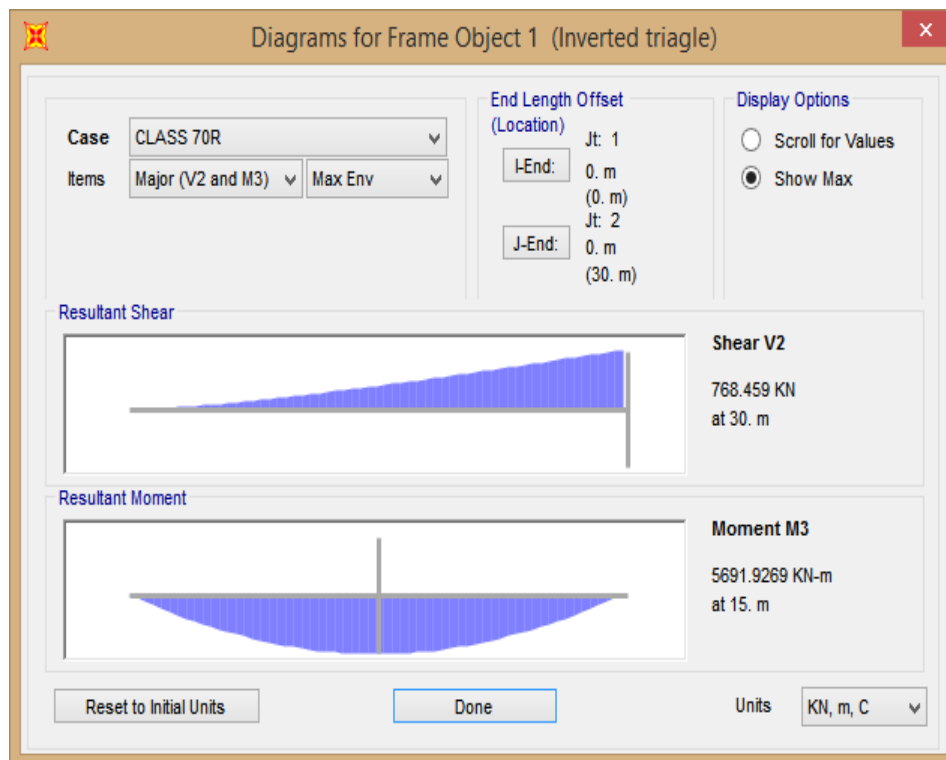 Diagrams for Frame Object 1 (Inverted triagle)
x
Case
CLASS 70R
Items
Major (V2 and M3)
Max Env
End Length Offset
(Location)
Jt: 1
I-End:
0. m
(0. m)
Jt: 2
J-End:
0. m
(30. m)
Display Options
Scroll for Values
Show Max
Resultant Shear
Shear V2
768.459 KN
at 30. m
Resultant Moment
Moment M3
5691.9269 KN-m
at 15. m
Reset to Initial Units
Done
Units
KN, m, C